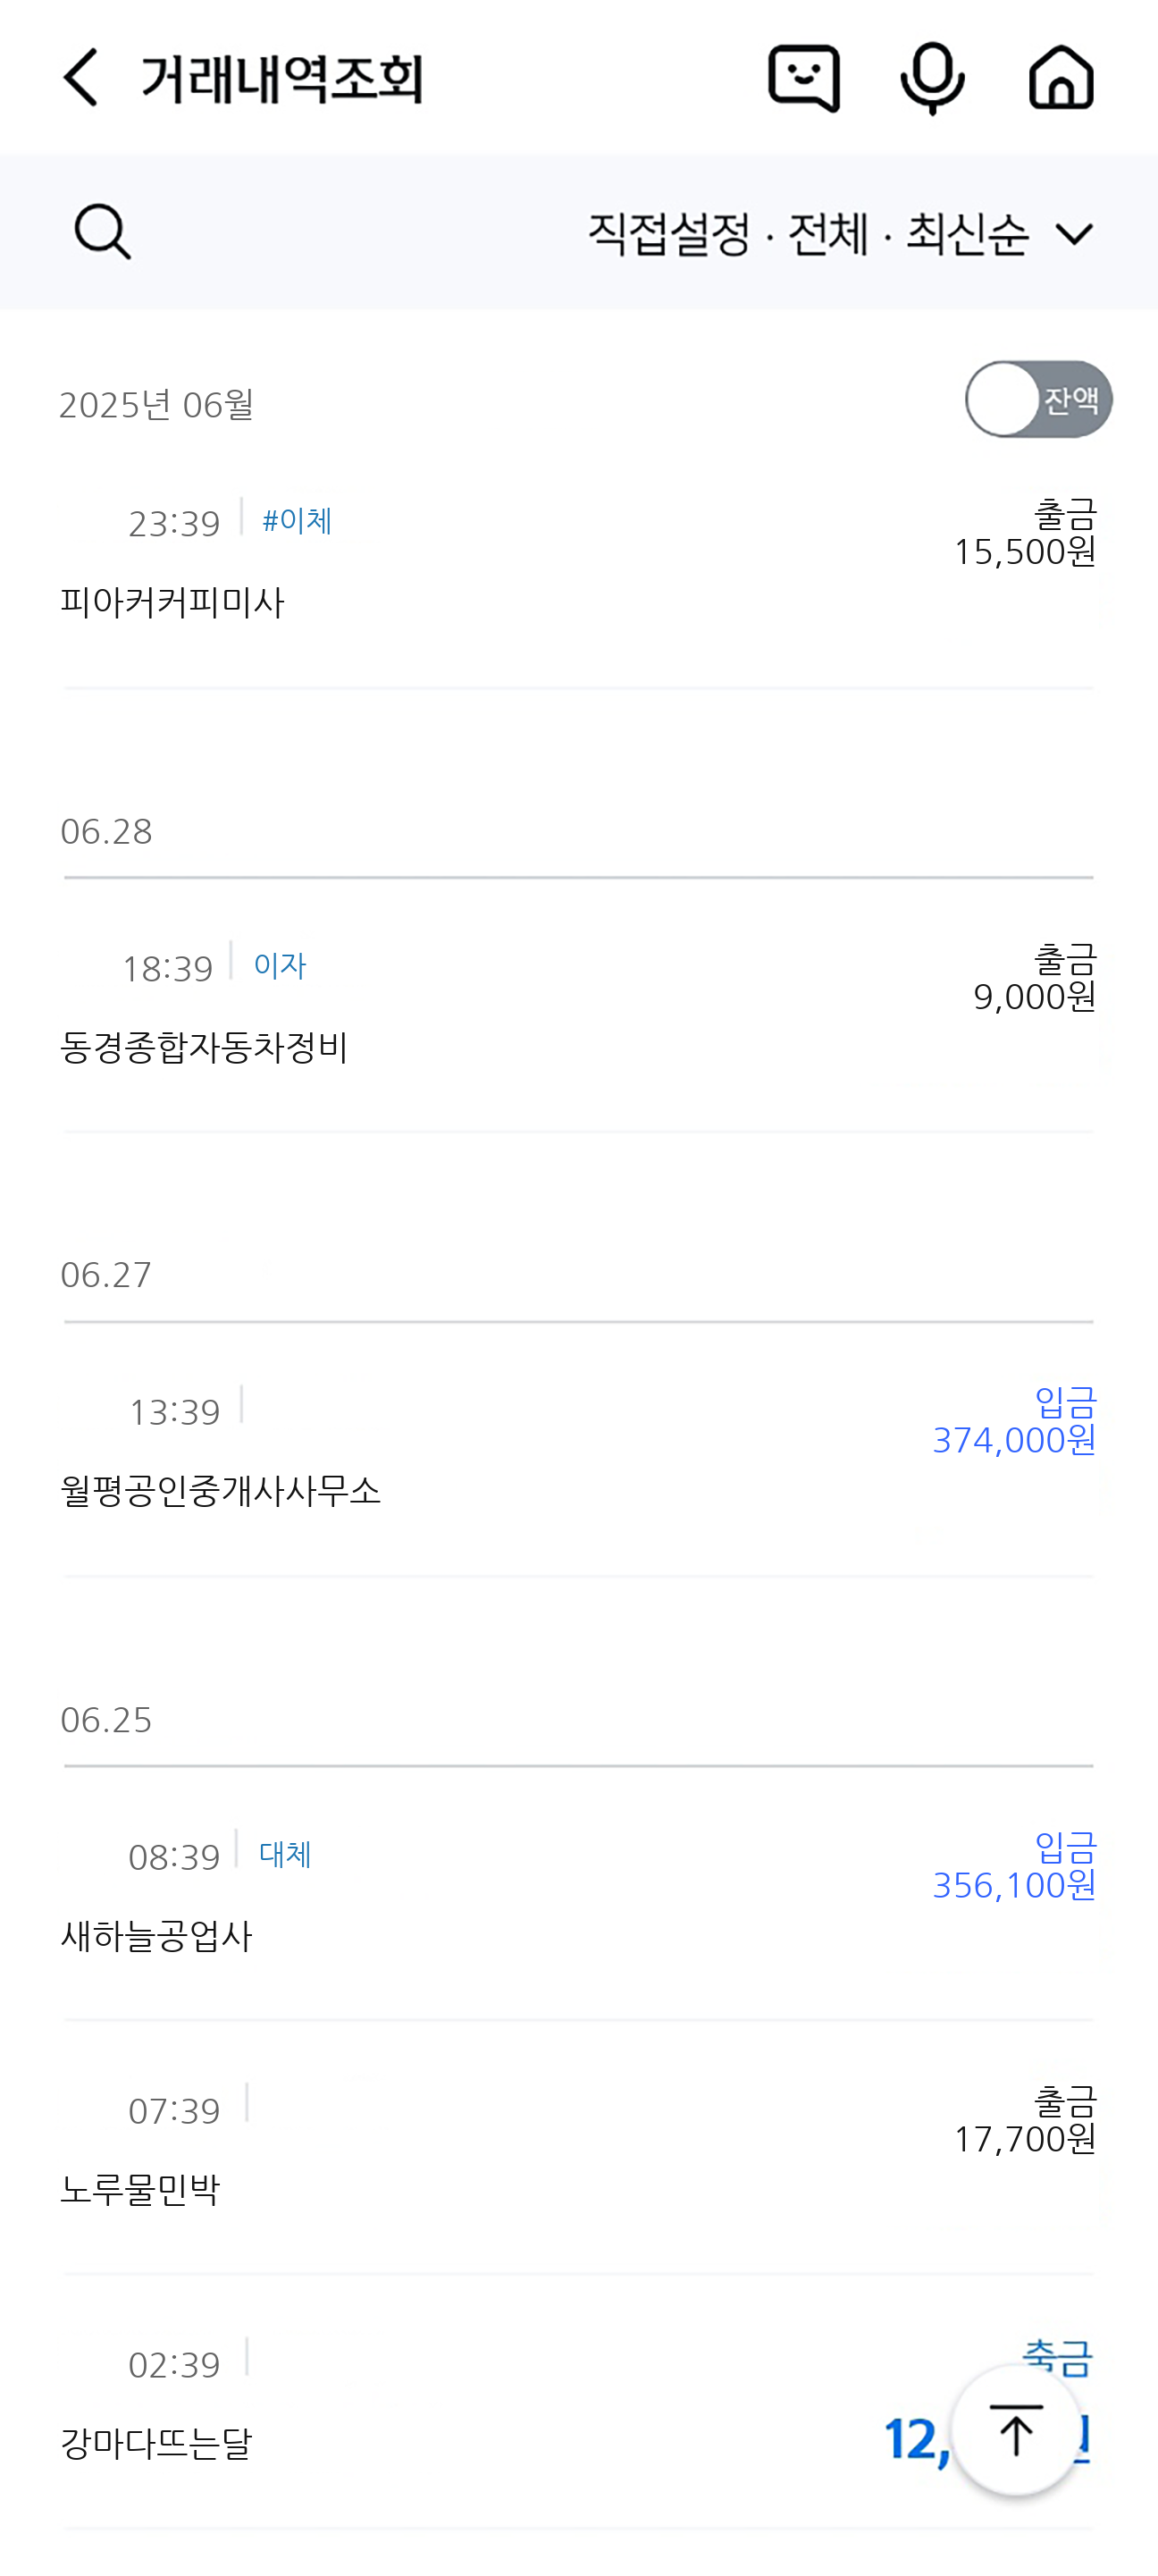 거래내역조회
직접설정 · 전체 · 최신순
2025년 06월
잔액
23:39 #이체
출금
15,500원
피아커커피미사
06.28
18:39 이자
출금
9,000원
동경종합자동차정비
06.27
13:39
입금
374,000원
월평공인중개사사무소
06.25
08:39 대체
입금
356,100원
새하늘공업사
07:39
출금
17,700원
노루물민박
02:39
강마다뜨는달
12,